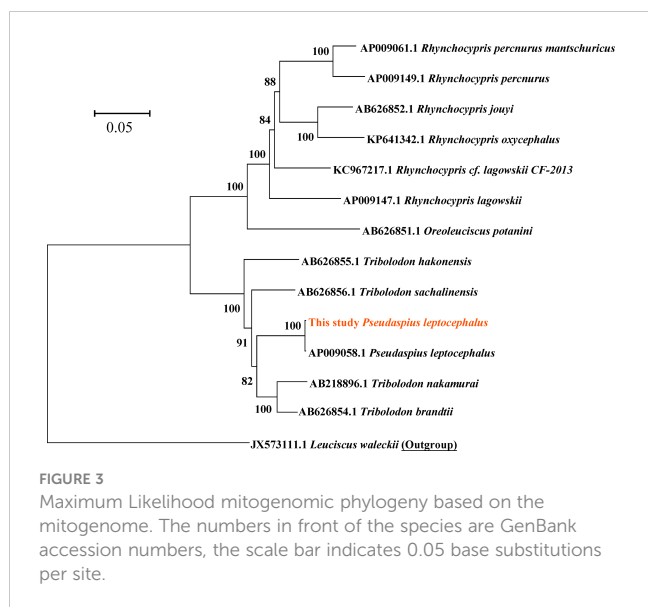 100
AP009061.1 Rhynchocypris percnurus mantschuricus
AP009149.1 Rhynchocypris percnurus
88
AB626852.1 Rhynchocypris jouyi
0.05
84
100
KP641342.1 Rhynchocypris oxycephalus
100
KC967217.1 Rhynchocypris cf. lagowskii CF-2013
100
AP009147.1 Rhynchocypris lagowskii
AB626851.1 Oreoleuciscus potanini
AB626855.1 Tribolodon hakonensis
100
AB626856.1 Tribolodon sachalinensis
100
This study Pseudaspius leptocephalus
91
AP009058.1 Pseudaspius leptocephalus
82
AB218896.1 Tribolodon nakamurai
100
AB626854.1 Tribolodon brandtii
JX573111.1 Leuciscus waleckii (Outgroup)
FIGURE 3
Maximum Likelihood mitogenomic phylogeny based on the
mitogenome. The numbers in front of the species are GenBank
accession numbers, the scale bar indicates 0.05 base substitutions
per site.